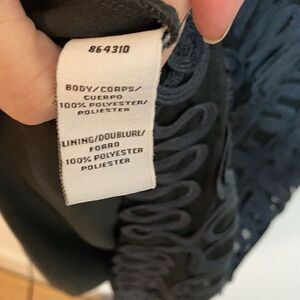 864310
BODY/CORPS/
CUERPO
100% POLYESTER/
POLIESTER
LINING/DOUBLURE/
FORRO
100% POLYESTER
POLIESTER